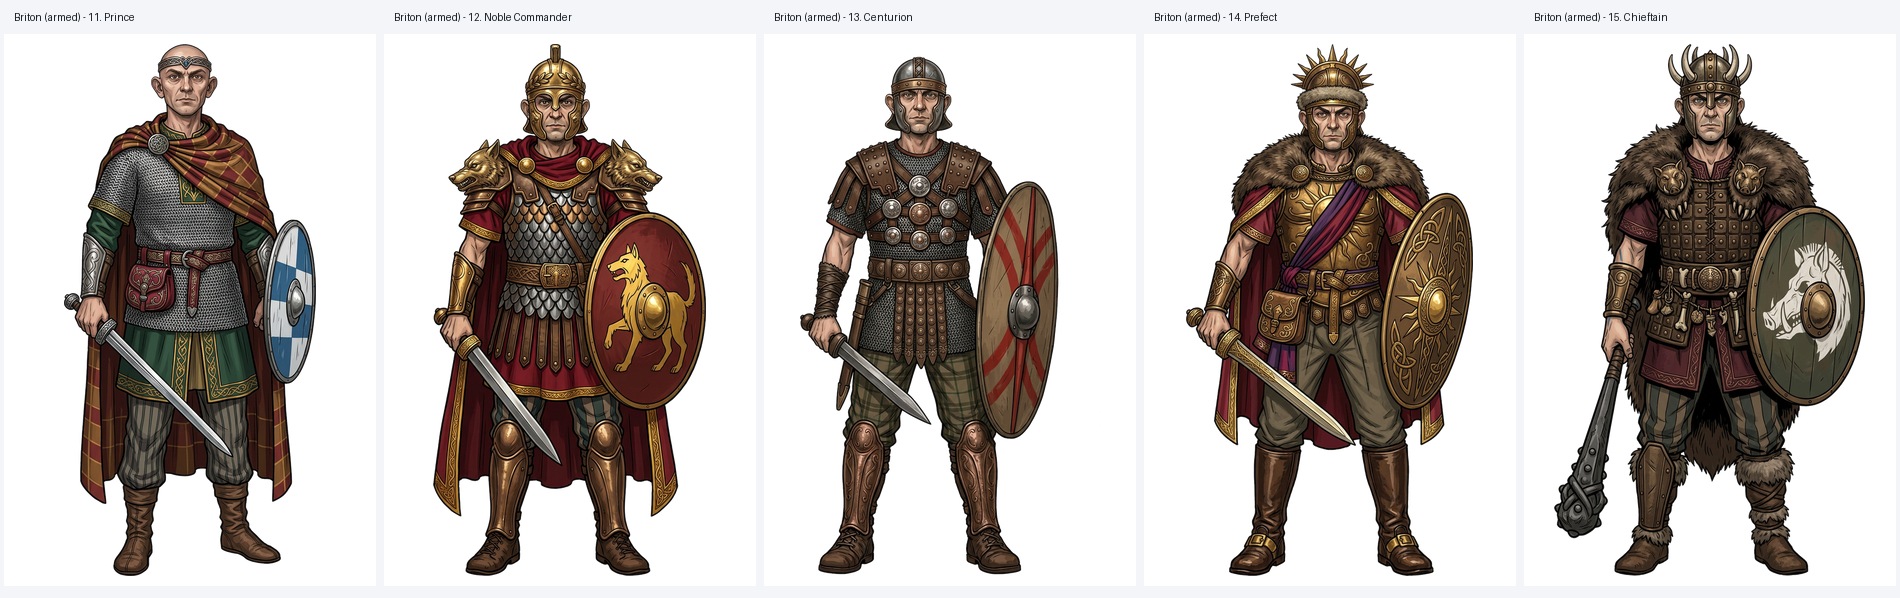 Briton (armed) - 11. Prince
Briton (armed) - 12. Noble Commander
Briton (armed) - 13. Centurion
Briton (armed) - 14. Prefect
Briton (armed) - 15. Chieftain